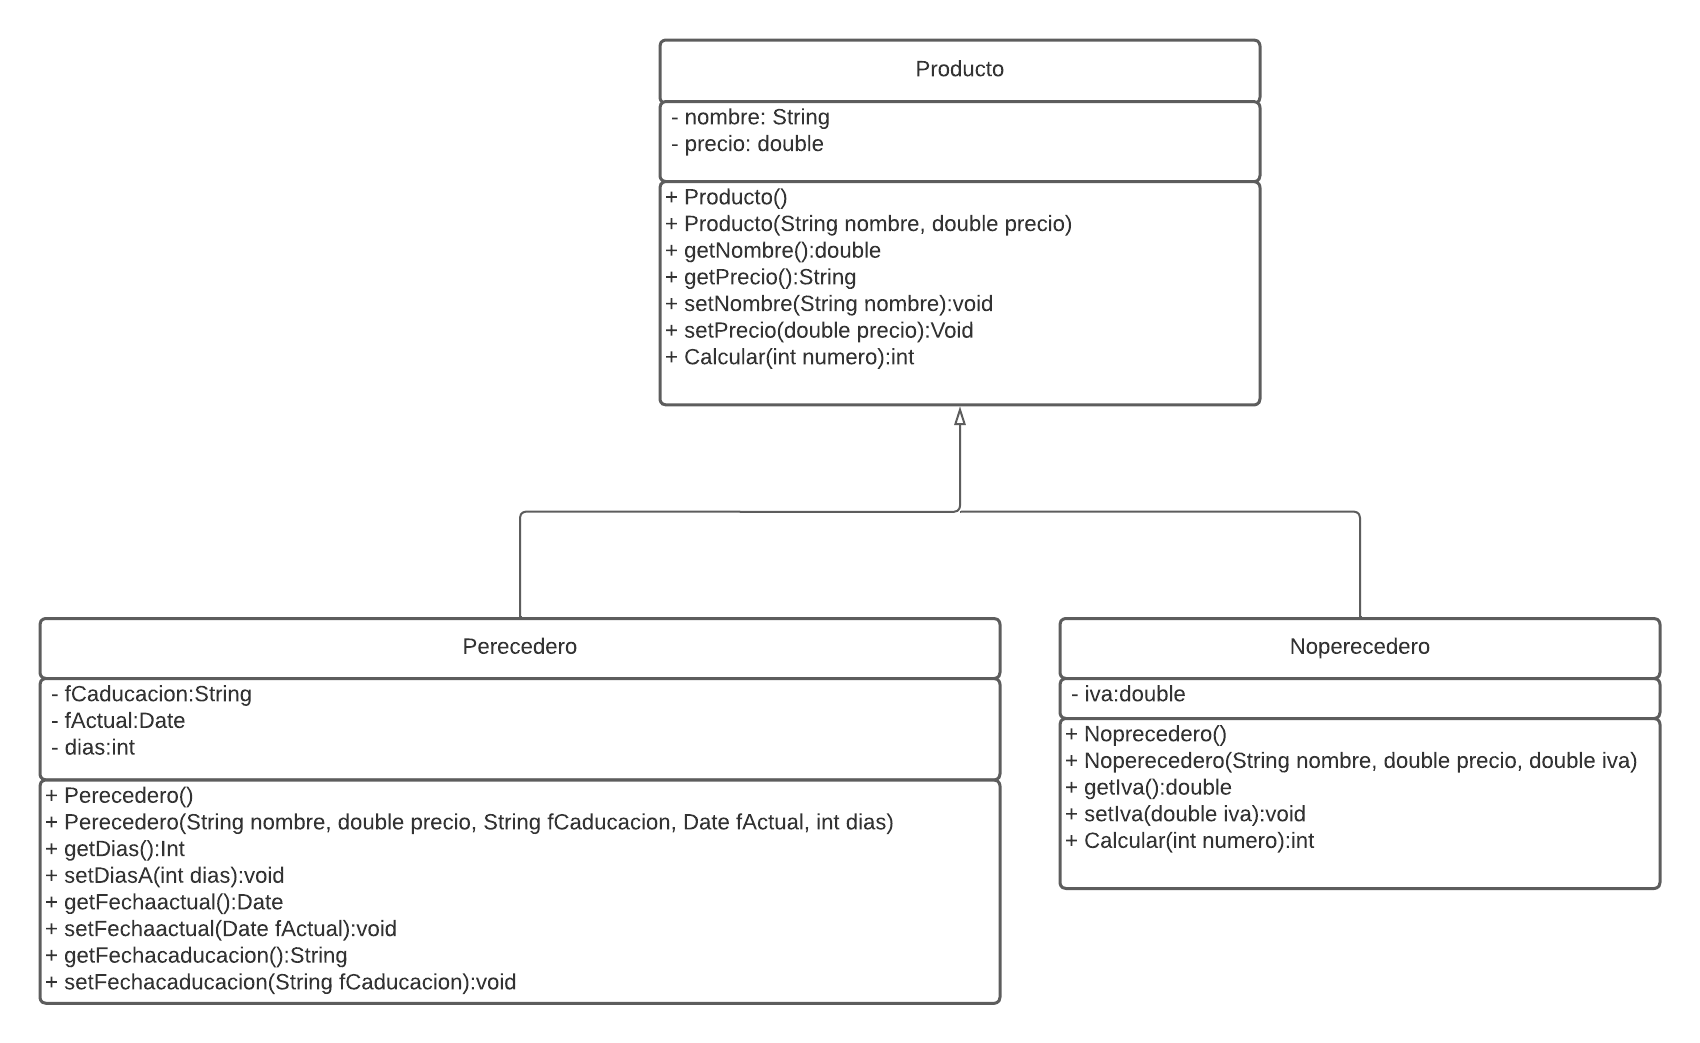 Producto
- nombre: String
- precio: double
+ Producto()
+ Producto(String nombre, double precio)
+ getNombre():double
+ getPrecio():String
+ setNombre(String nombre):void
+ setPrecio(double precio):Void
+ Calcular(int numero):int
Perecedero
- fCaducacion:String
- fActual:Date
- dias:int
+ Perecedero()
+ Perecedero(String nombre, double precio, String fCaducacion, Date fActual, int dias)
+ getDias():Int
+ setDiasA(int dias):void
+ getFechaactual():Date
+ setFechaactual(Date fActual):void
+ getFechacaducacion():String
+ setFechacaducacion(String fCaducacion):void
Noperecedero
- iva:double
+ Noprecedero()
+ Noperecedero(String nombre, double precio, double iva)
+ getIva():double
+ setIva(double iva):void
+ Calcular(int numero):int